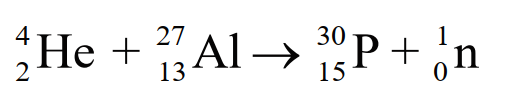 ⁴₂He + ²⁷₁₃Al → ³⁰₁₅P + ¹₀n